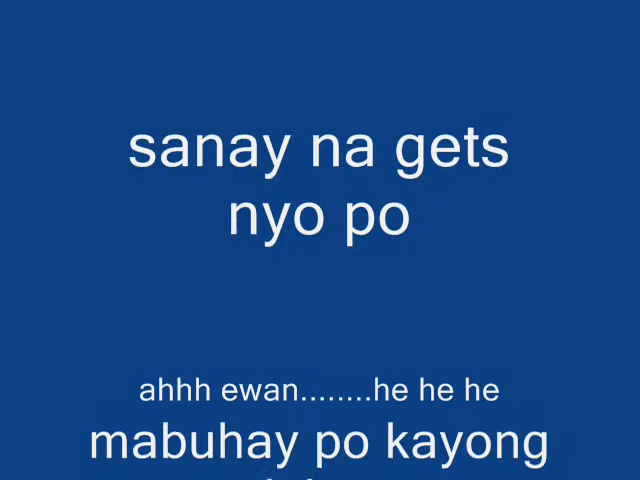 sanay na gets
nyo po
ahhh ewan........he he he
mabuhay po kayong